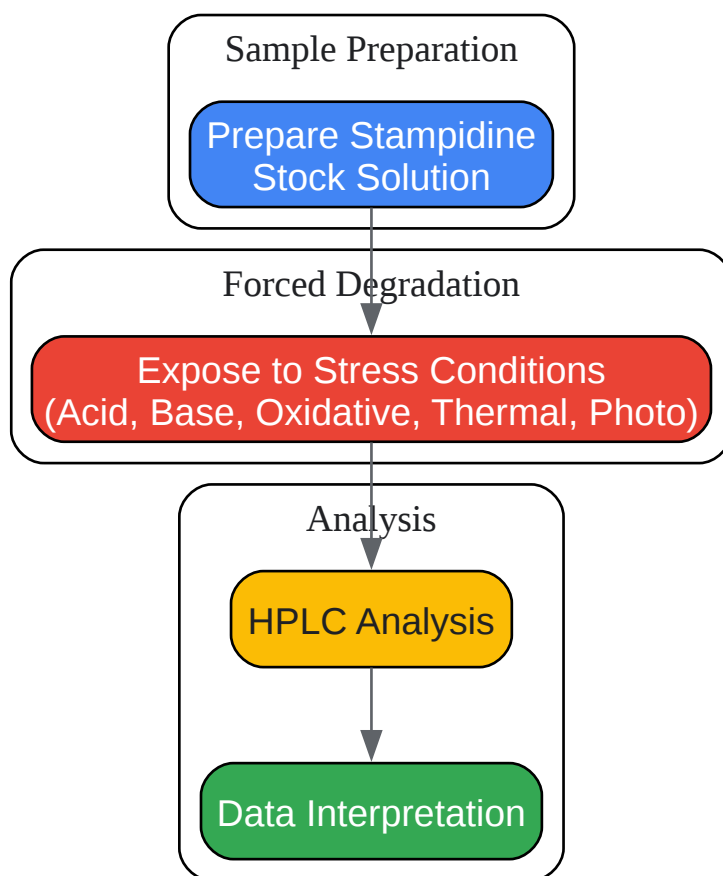 Sample Preparation
Prepare Stampidine
Stock Solution
Forced Degradation
Expose to Stress Conditions
(Acid, Base, Oxidative, Thermal, Photo)
Analysis
HPLC Analysis
Data Interpretation